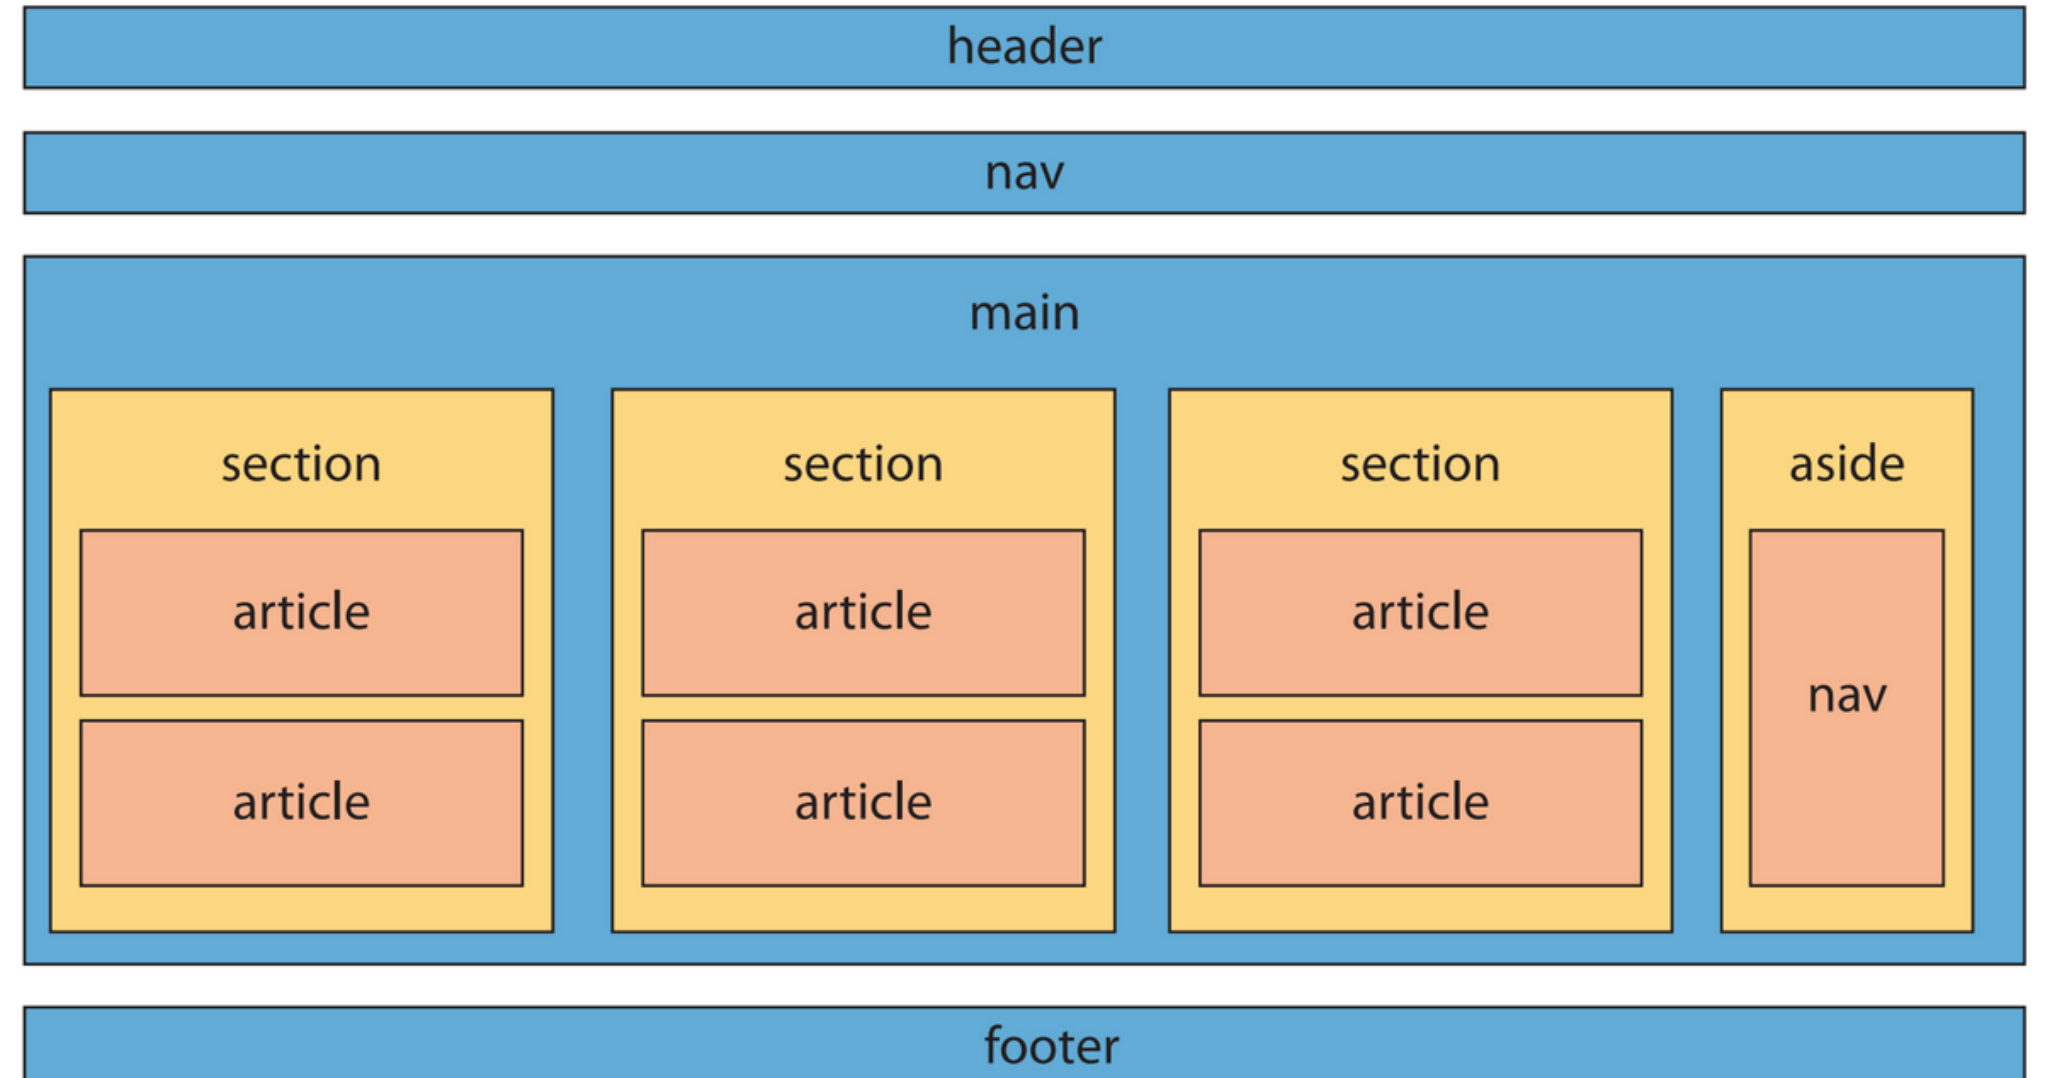 header
nav
main
section
section
section
aside
article
article
article
nav
article
article
article
footer